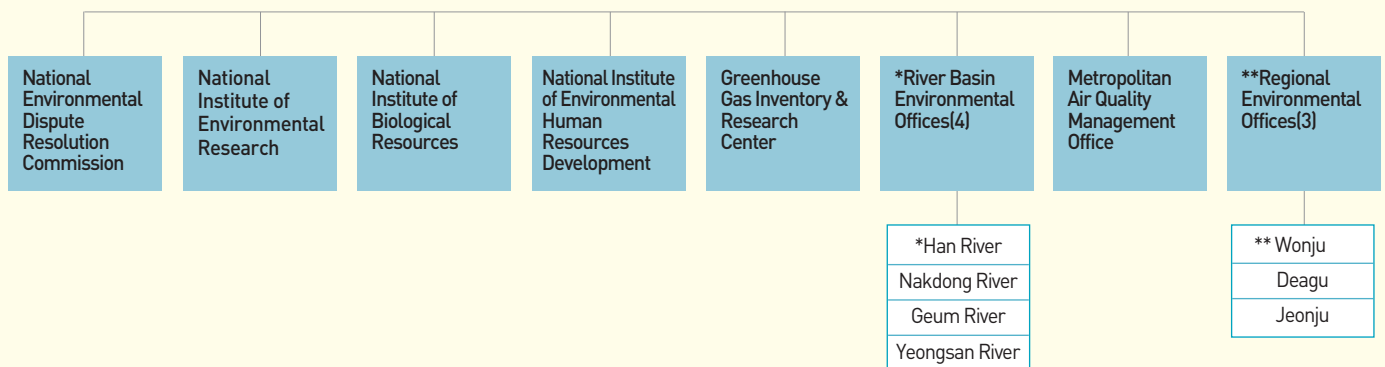 National
Environmental
Dispute
Resolution
Commission
National
Institute of
Environmental
Research
National
Institute of
Biological
Resources
National Institute
of Environmental
Human
Resources
Development
Greenhouse
Gas Inventory &
Research
Center
*River Basin
Environmental
Offices(4)
Metropolitan
Air Quality
Management
Office
**Regional
Environmental
Offices(3)
*Han River
Nakdong River
Geum River
Yeongsan River
** Wonju
Deagu
Jeonju